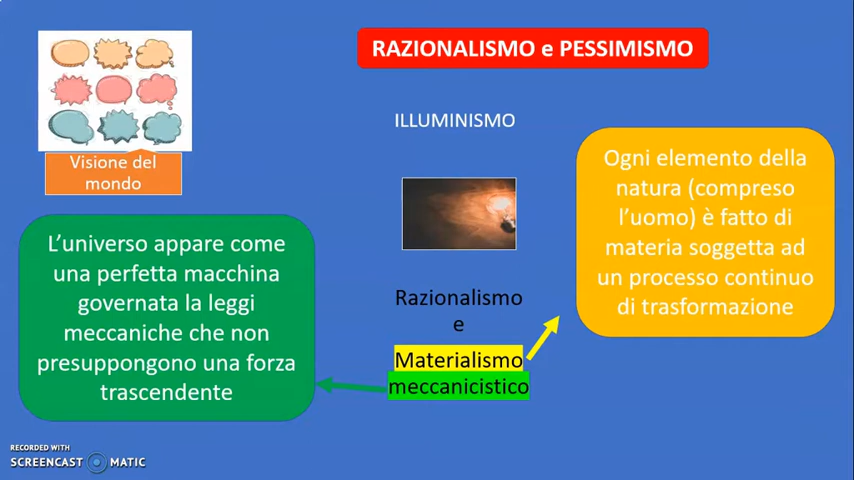 RAZIONALISMO e PESSIMISMO
Visione del
mondo
ILLUMINISMO
L'universo appare come
una perfetta macchina
governata la leggi
meccaniche che non
presuppongono una forza
trascendente
Razionalismo
e
Materialismo
meccanicistico
Ogni elemento della
natura (compreso
l'uomo) è fatto di
materia soggetta ad
un processo continuo
di trasformazione
RECORDED WITH
SCREENCAST MATIC